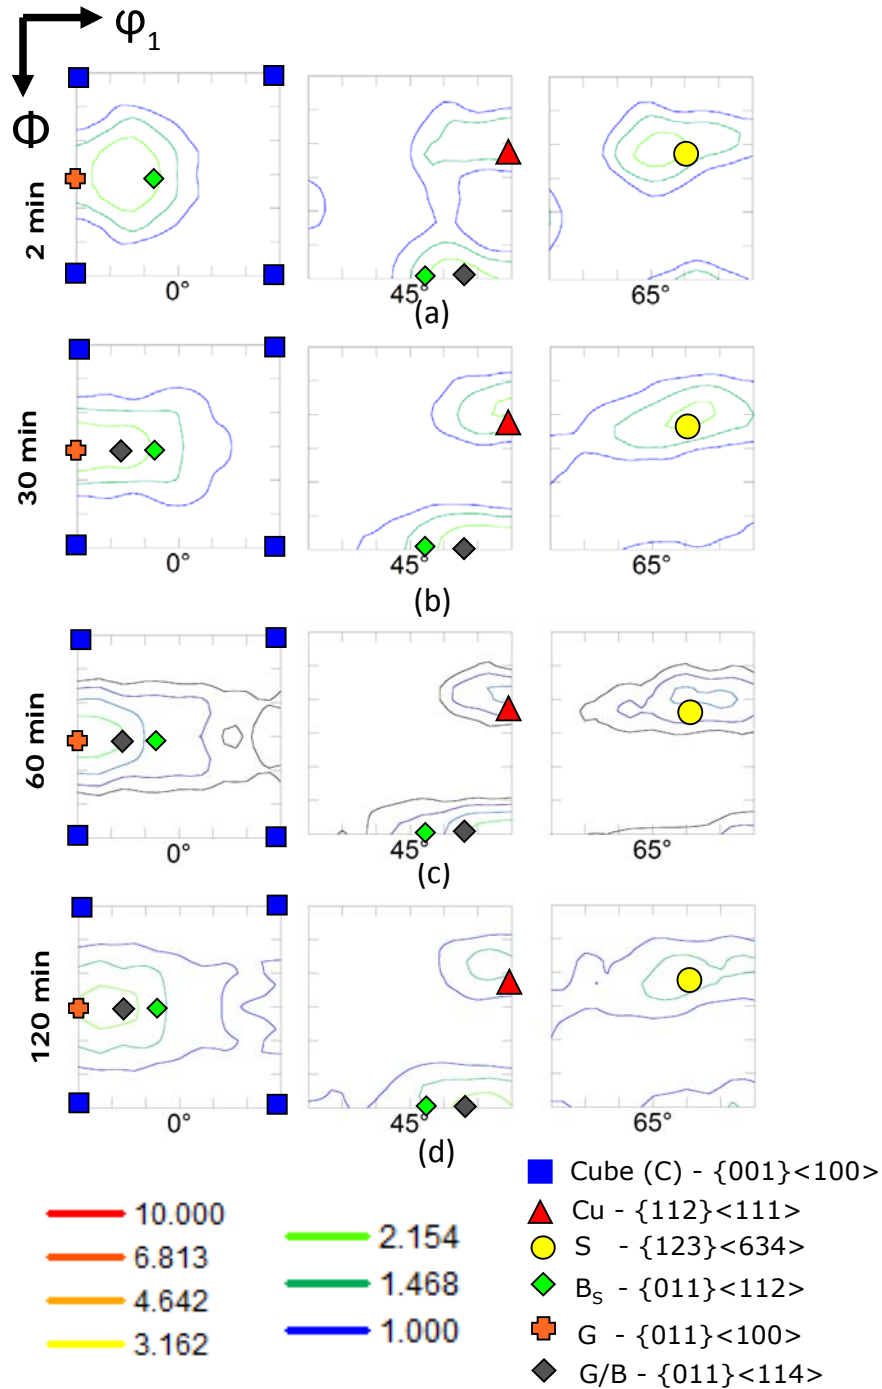 φ₁
Φ
2 min
0°
45°
65°
(a)
30 min
0°
45°
65°
(b)
60 min
0°
45°
65°
(c)
120 min
0°
45°
65°
(d)
10.000
6.813
4.642
3.162
2.154
1.468
1.000
Cube (C) - {001}<100>
Cu - {112}<111>
S - {123}<634>
B_S - {011}<112>
G - {011}<100>
G/B - {011}<114>